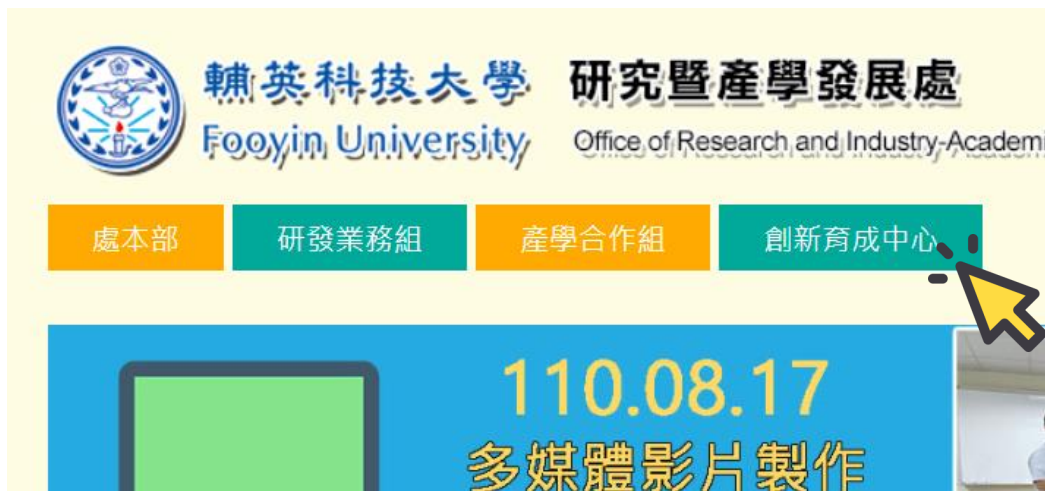 輔英科技大學 研究暨產學發展處
Fooyin University Office of Research and Industry-Academi
處本部 研發業務組 產學合作組 創新育成中心
110.08.17
多媒體影片製作